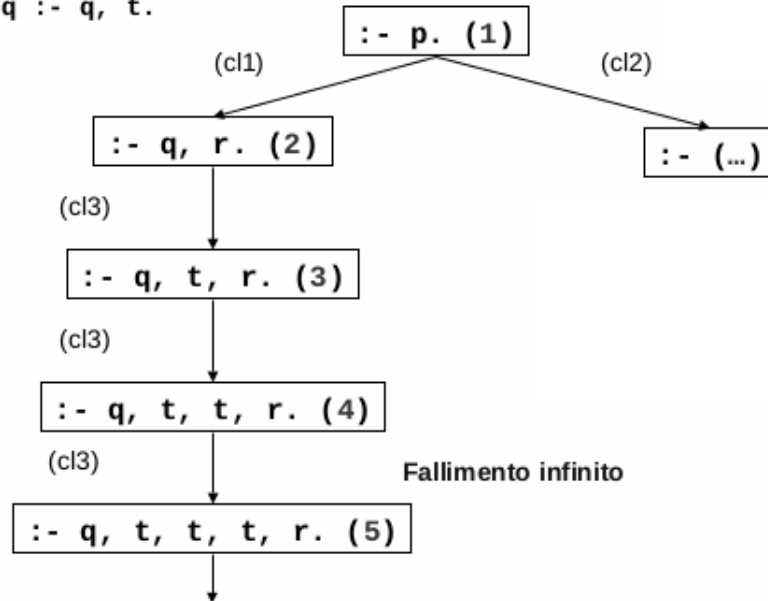 q :- q, t.
:- p. (1)
(cl1)
(cl2)
:- q, r. (2)
:- (…)
(cl3)
:- q, t, r. (3)
(cl3)
:- q, t, t, r. (4)
(cl3)
Fallimento infinito
:- q, t, t, t, r. (5)